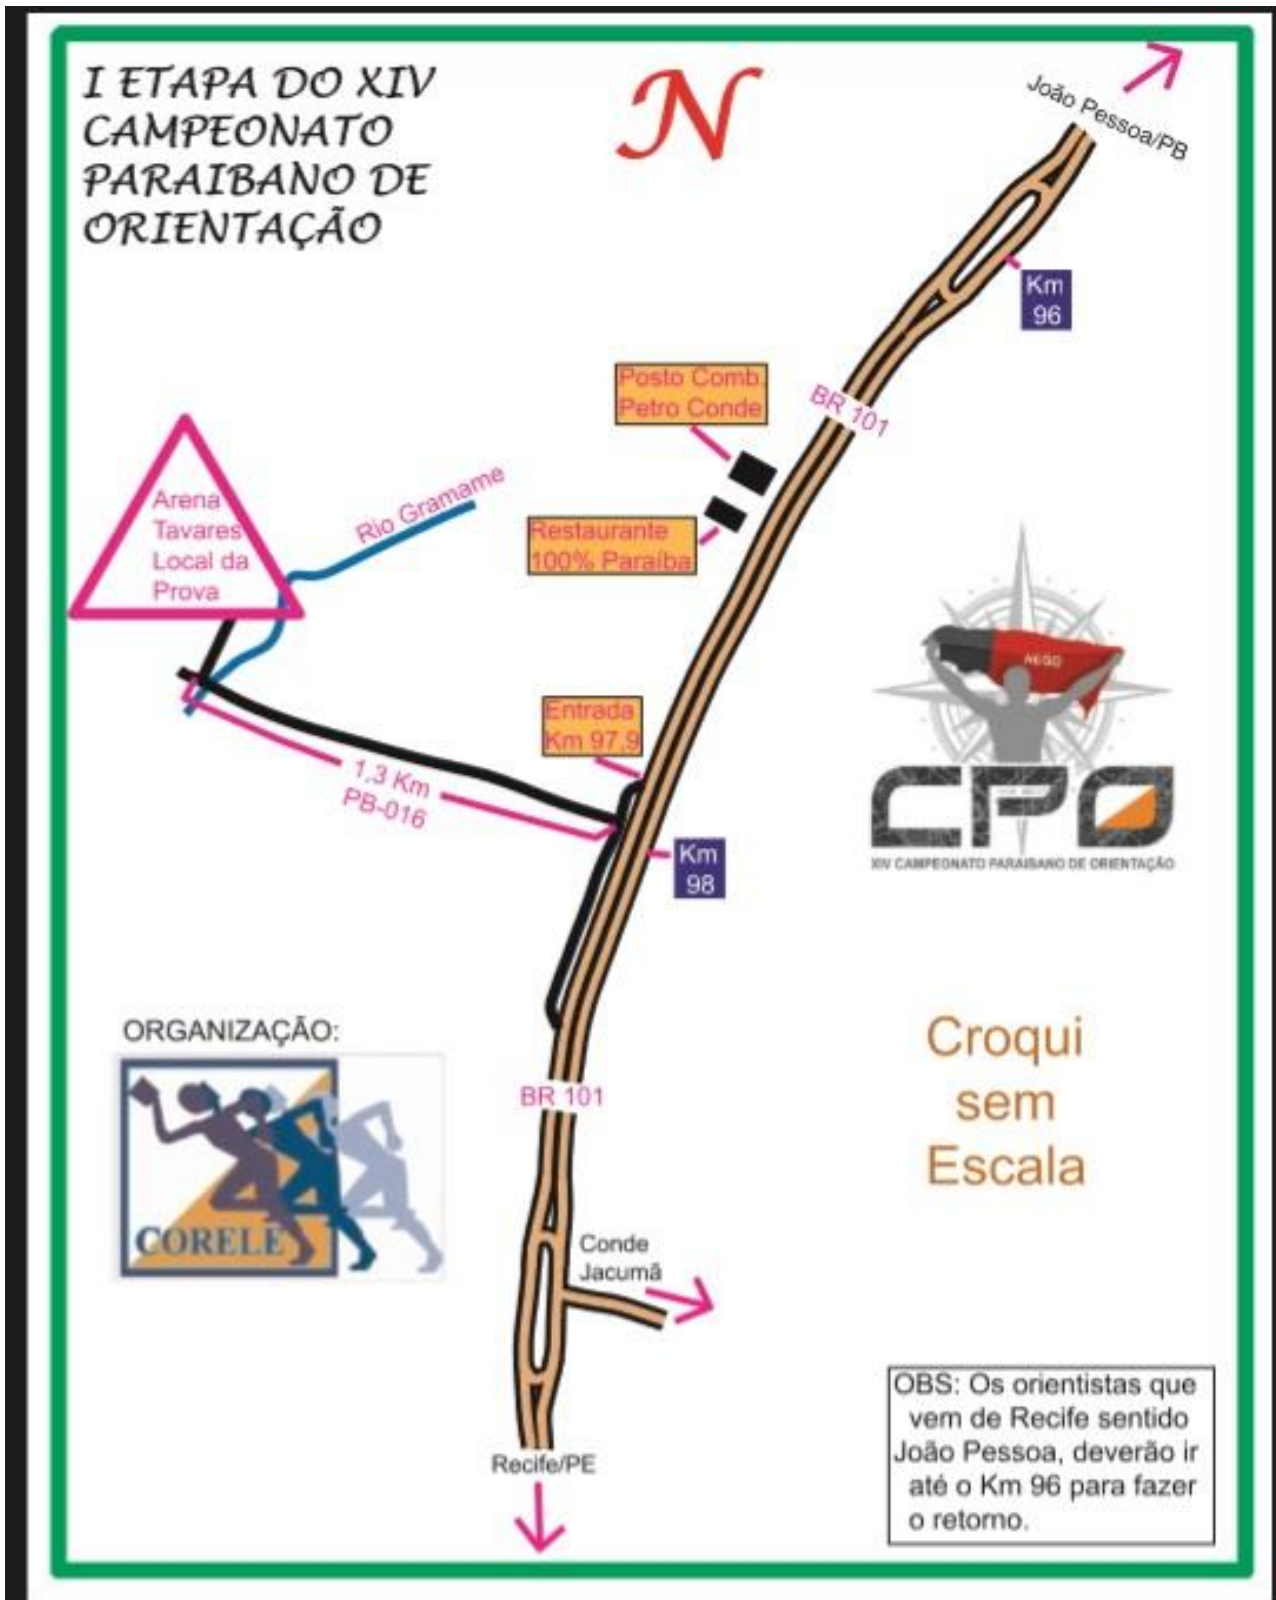 I ETAPA DO XIV
CAMPEONATO
PARAIBANO DE
ORIENTAÇÃO
N
João Pessoa/PB
Km
96
Posto Comb.
Petro Conde
BR 101
Arena
Tavares
Local da
Prova
Rio Gramame
Restaurante
100% Paraíba
NEGO
Entrada
Km 97,9
1,3 Km
PB-016
Km
98
CPO
XIV CAMPEONATO PARAIBANO DE ORIENTAÇÃO
ORGANIZAÇÃO:
CORELE
Croqui
sem
Escala
BR 101
Conde
Jacumã
Recife/PE
OBS: Os orientistas que
vem de Recife sentido
João Pessoa, deverão ir
até o Km 96 para fazer
o retorno.